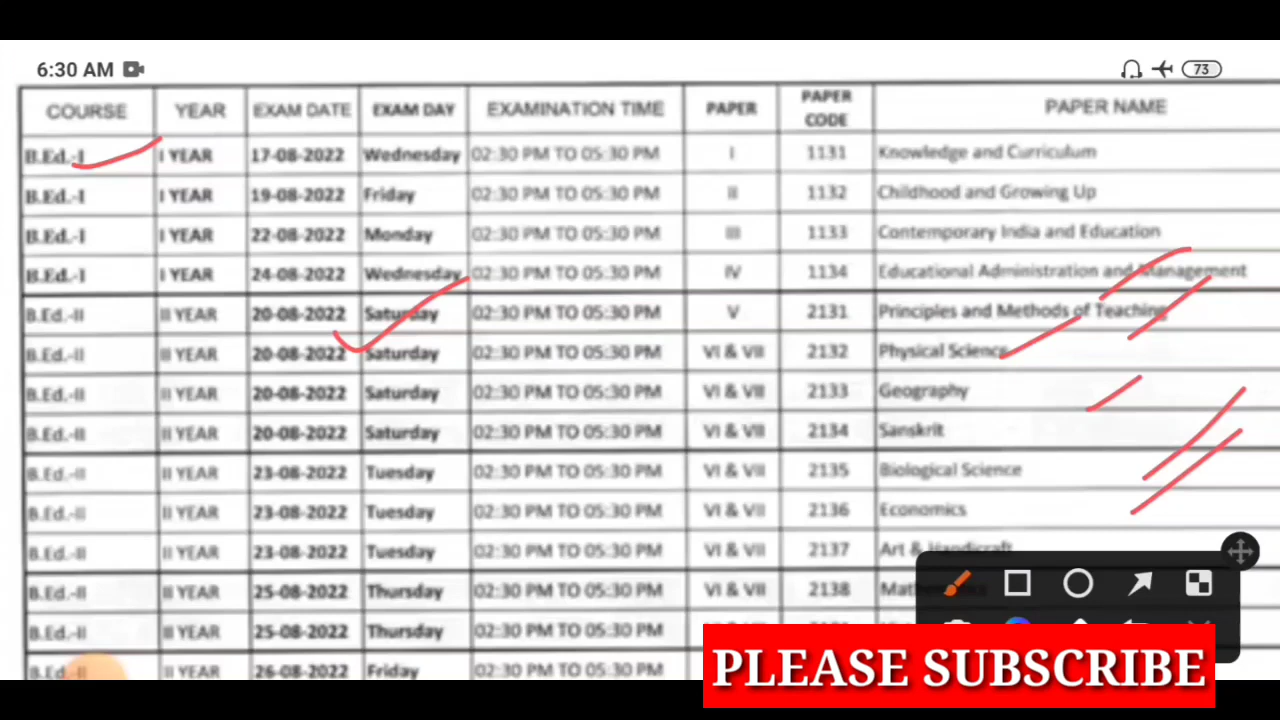 6:30 AM 73
COURSE YEAR EXAM DATE EXAM DAY EXAMINATION TIME PAPER PAPER CODE PAPER NAME
B.Ed.-I I YEAR 17-08-2022 Wednesday 02:30 PM TO 05:30 PM I 1131 Knowledge and Curriculum
B.Ed.-I I YEAR 19-08-2022 Friday 02:30 PM TO 05:30 PM II 1132 Childhood and Growing Up
B.Ed.-I I YEAR 22-08-2022 Monday 02:30 PM TO 05:30 PM III 1133 Contemporary India and Education
B.Ed.-I I YEAR 24-08-2022 Wednesday 02:30 PM TO 05:30 PM IV 1134 Educational Administration and Management
B.Ed.-II II YEAR 20-08-2022 Saturday 02:30 PM TO 05:30 PM V 2131 Principles and Methods of Teaching
B.Ed.-II II YEAR 20-08-2022 Saturday 02:30 PM TO 05:30 PM VI & VII 2132 Physical Science
B.Ed.-II II YEAR 20-08-2022 Saturday 02:30 PM TO 05:30 PM VI & VII 2133 Geography
B.Ed.-II II YEAR 20-08-2022 Saturday 02:30 PM TO 05:30 PM VI & VII 2134 Sanskrit
B.Ed.-II II YEAR 23-08-2022 Tuesday 02:30 PM TO 05:30 PM VI & VII 2135 Biological Science
B.Ed.-II II YEAR 23-08-2022 Tuesday 02:30 PM TO 05:30 PM VI & VII 2136 Economics
B.Ed.-II II YEAR 23-08-2022 Tuesday 02:30 PM TO 05:30 PM VI & VII 2137 Art & Handicraft
B.Ed.-II II YEAR 25-08-2022 Thursday 02:30 PM TO 05:30 PM VI & VII 2138
B.Ed.-II II YEAR 25-08-2022 Thursday 02:30 PM TO 05:30 PM
B.Ed.-II II YEAR 26-08-2022 Friday 02:30 PM TO 05:30 PM
PLEASE SUBSCRIBE